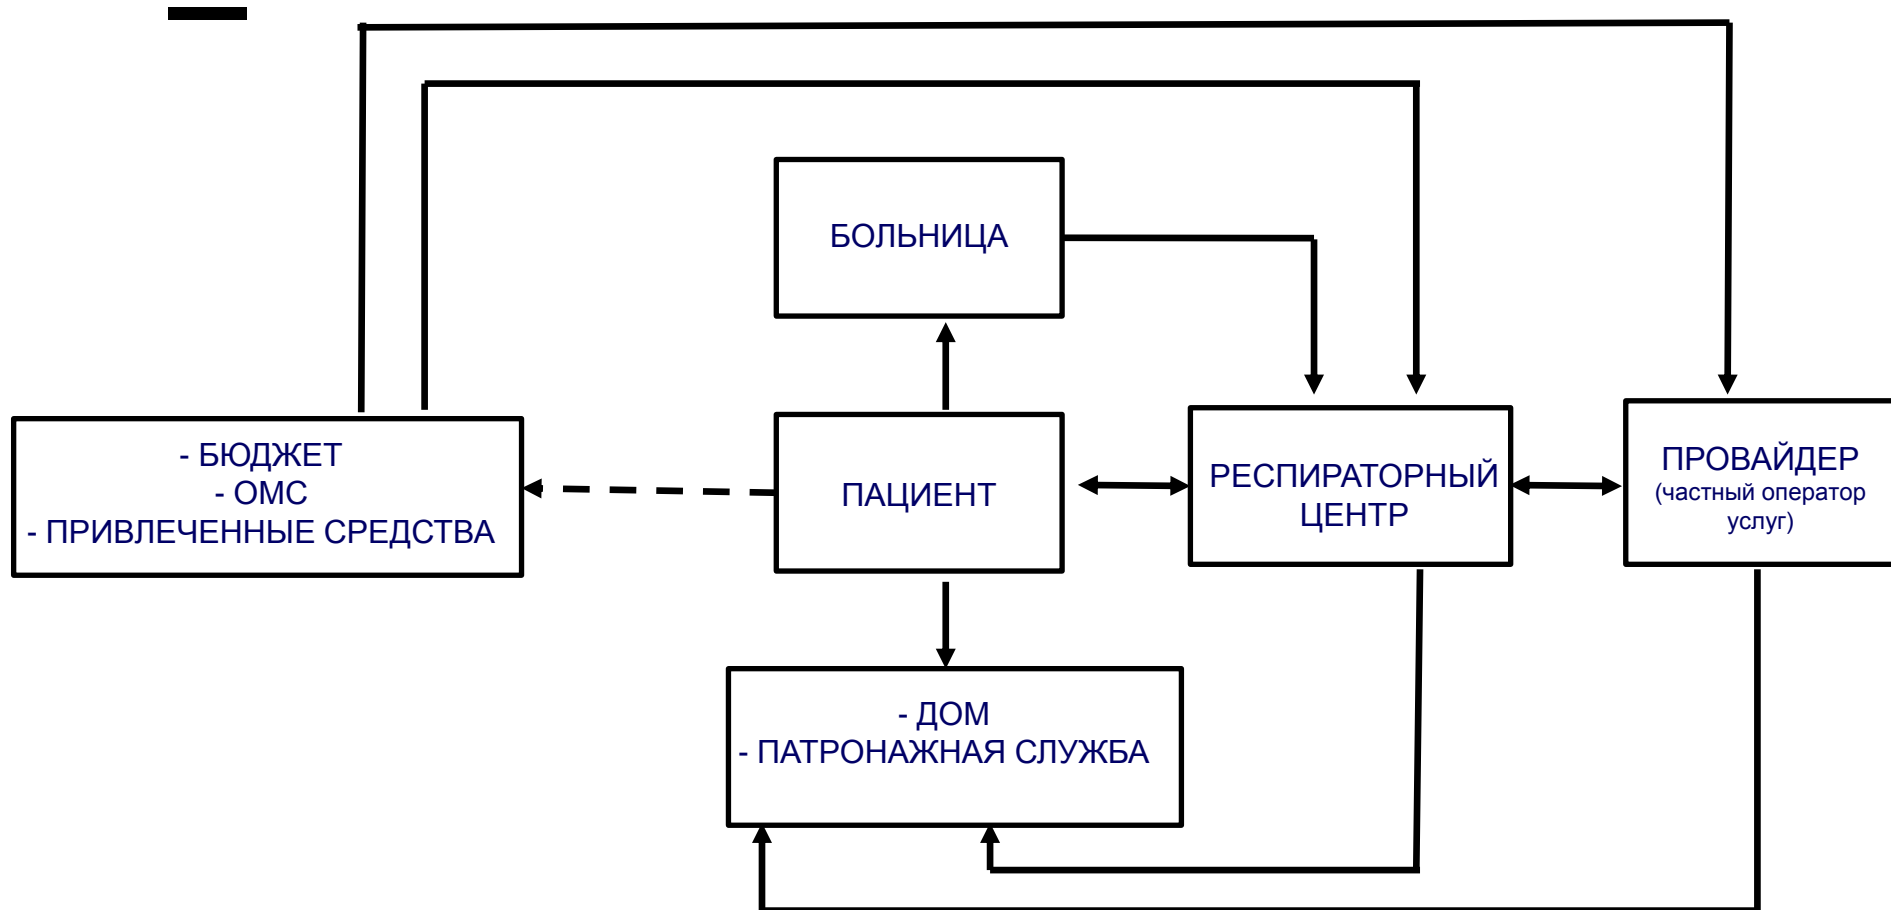 БОЛЬНИЦА
- БЮДЖЕТ
- ОМС
- ПРИВЛЕЧЕННЫЕ СРЕДСТВА
ПАЦИЕНТ
РЕСПИРАТОРНЫЙ
ЦЕНТР
ПРОВАЙДЕР
(частный оператор
услуг)
- ДОМ
- ПАТРОНАЖНАЯ СЛУЖБА